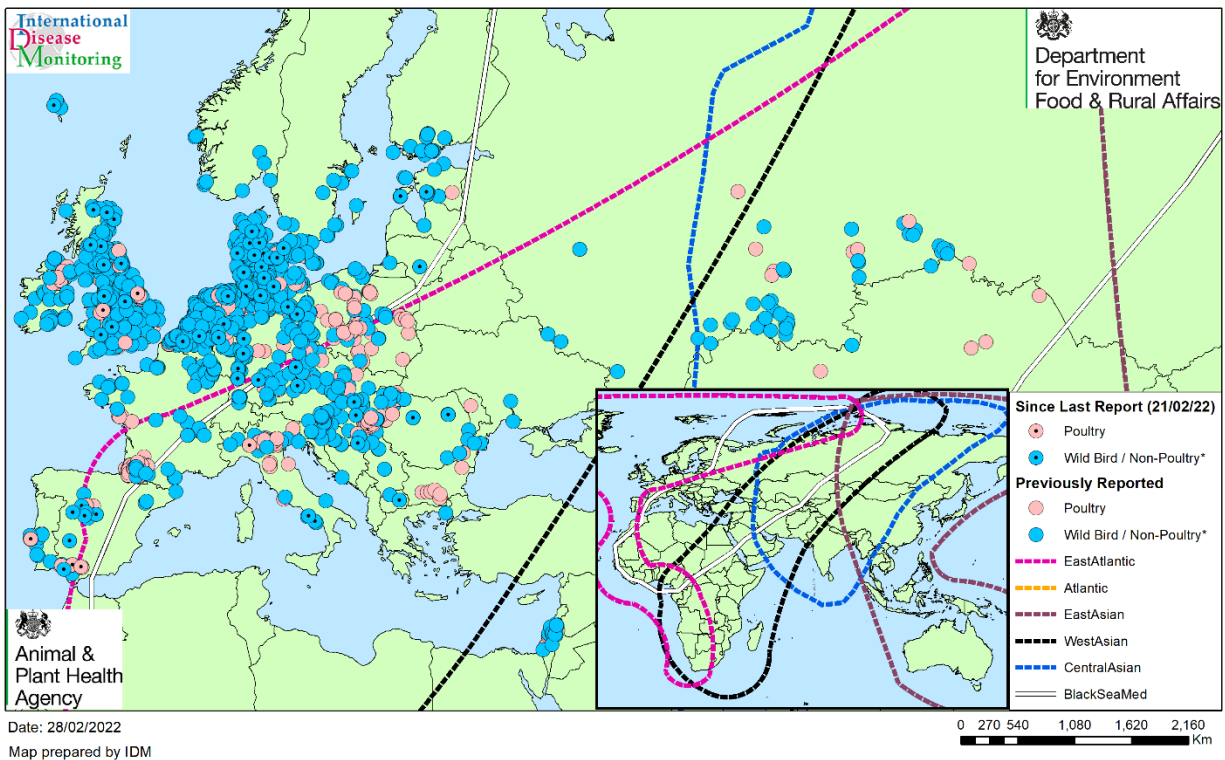 International
Disease
Monitoring
Department
for Environment
Food & Rural Affairs
Since Last Report (21/02/22)
Poultry
Wild Bird / Non-Poultry*
Previously Reported
Poultry
Wild Bird / Non-Poultry*
EastAtlantic
Atlantic
EastAsian
WestAsian
CentralAsian
BlackSeaMed
Animal &
Plant Health
Agency
Date: 28/02/2022
Map prepared by IDM
0 270 540 1,080 1,620 2,160
Km